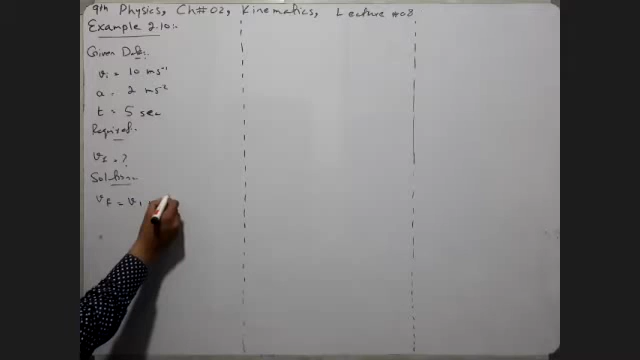 9th Physics, Ch#02, Kinematics, Lecture #08
Example 2.10:-
Given Data:-
vi = 10 ms⁻¹
a = 2 ms⁻²
t = 5 sec
Required:-
vf = ?
Solution:-
vf = vi